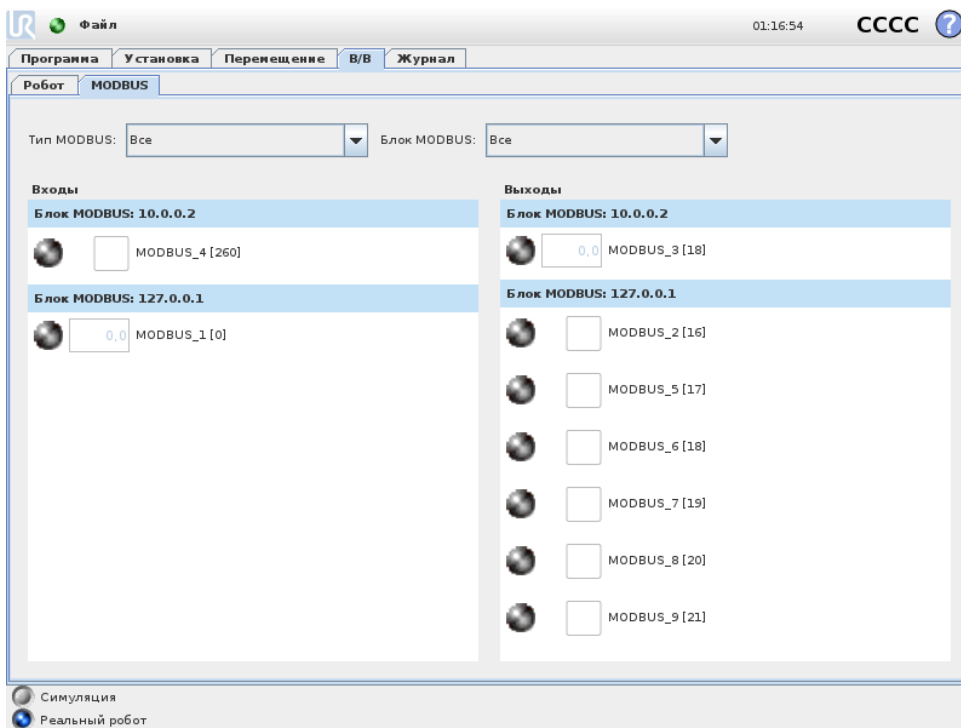 UR Файл 01:16:54 CCCC ?
Программа Установка Перемещение В/В Журнал
Робот MODBUS
Тип MODBUS: Все Блок MODBUS: Все
Входы
Блок MODBUS: 10.0.0.2
MODBUS_4 [260]
Блок MODBUS: 127.0.0.1
0,0 MODBUS_1 [0]
Выходы
Блок MODBUS: 10.0.0.2
0,0 MODBUS_3 [18]
Блок MODBUS: 127.0.0.1
MODBUS_2 [16]
MODBUS_5 [17]
MODBUS_6 [18]
MODBUS_7 [19]
MODBUS_8 [20]
MODBUS_9 [21]
Симуляция
Реальный робот